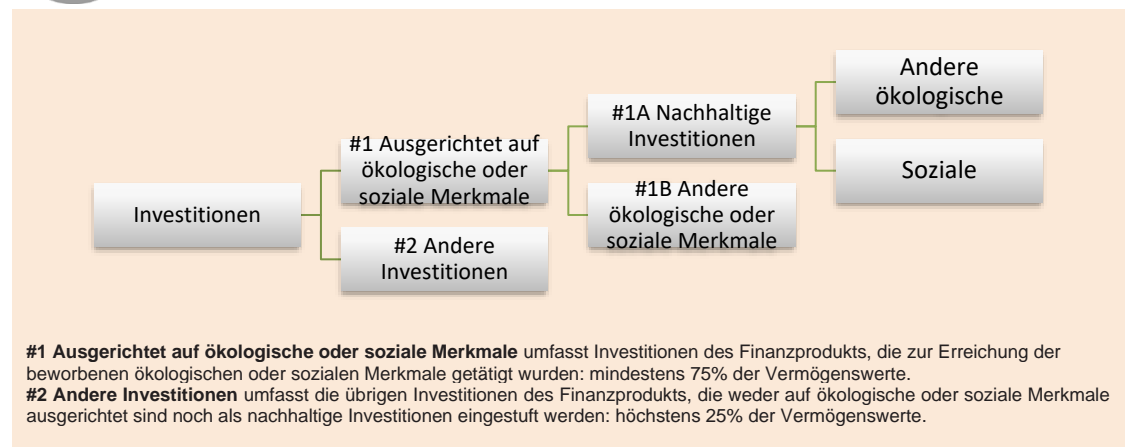 Andere
ökologische
#1A Nachhaltige
Investitionen
#1 Ausgerichtet auf
ökologische oder
soziale Merkmale
Soziale
#1B Andere
ökologische oder
soziale Merkmale
Investitionen
#2 Andere
Investitionen
#1 Ausgerichtet auf ökologische oder soziale Merkmale umfasst Investitionen des Finanzprodukts, die zur Erreichung der
beworbenen ökologischen oder sozialen Merkmale getätigt wurden: mindestens 75% der Vermögenswerte.
#2 Andere Investitionen umfasst die übrigen Investitionen des Finanzprodukts, die weder auf ökologische oder soziale Merkmale
ausgerichtet sind noch als nachhaltige Investitionen eingestuft werden: höchstens 25% der Vermögenswerte.